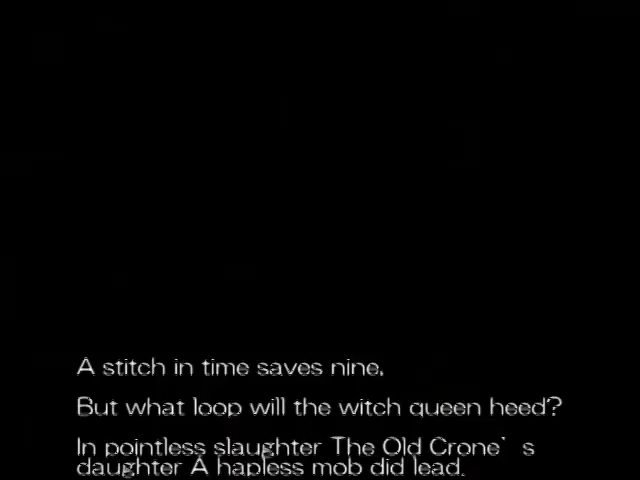 A stitch in time saves nine,
But what loop will the witch queen heed?
In pointless slaughter The Old Crone's
daughter A hapless mob did lead.